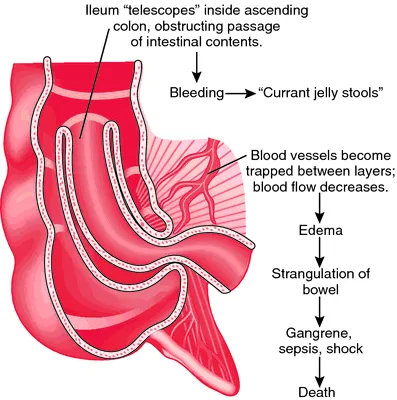 Ileum “telescopes” inside ascending
colon, obstructing passage
of intestinal contents.
Bleeding
“Currant jelly stools”
Blood vessels become
trapped between layers;
blood flow decreases.
Edema
Strangulation of
bowel
Gangrene,
sepsis, shock
Death